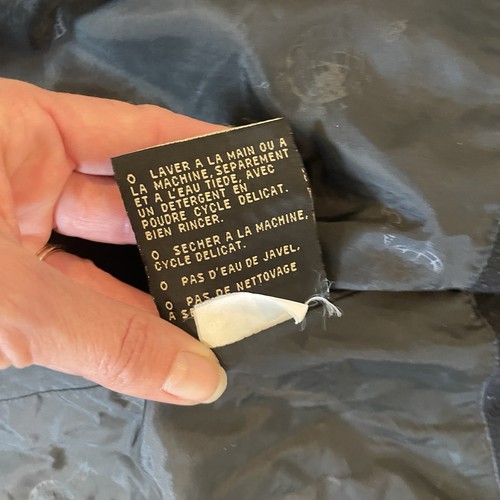 O LAVER A LA MAIN OU A
LA MACHINE, SEPAREMENT
ET A L'EAU TIEDE, AVEC
UN DETERGENT EN
POUDRE CYCLE DELICAT.
BIEN RINCER.
O SECHER A LA MACHINE,
CYCLE DELICAT.
O PAS D'EAU DE JAVEL.
O PAS DE NETTOYAGE
A